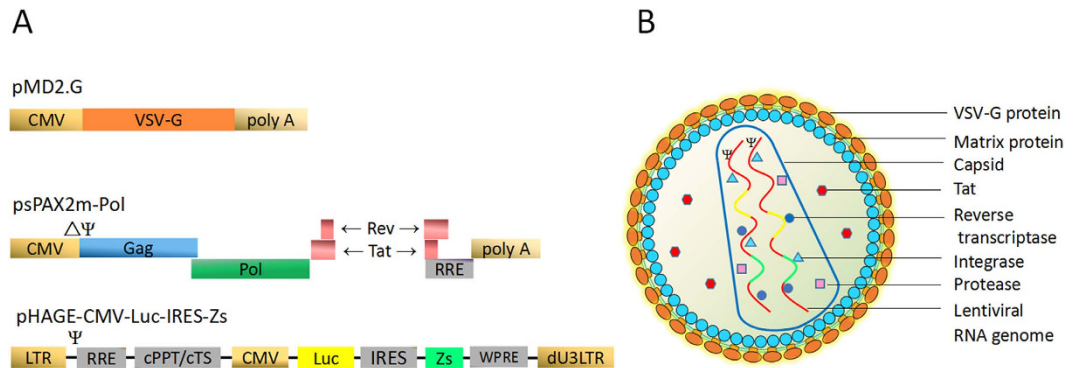 A
pMD2.G
CMV VSV-G poly A
psPAX2m-Pol
△Ψ
CMV Gag Pol ← Rev → ← Tat → RRE poly A
pHAGE-CMV-Luc-IRES-Zs
Ψ
LTR RRE cPPT/cTS CMV Luc IRES Zs WPRE dU3LTR
B
Ψ Ψ
VSV-G protein
Matrix protein
Capsid
Tat
Reverse
transcriptase
Integrase
Protease
Lentiviral
RNA genome